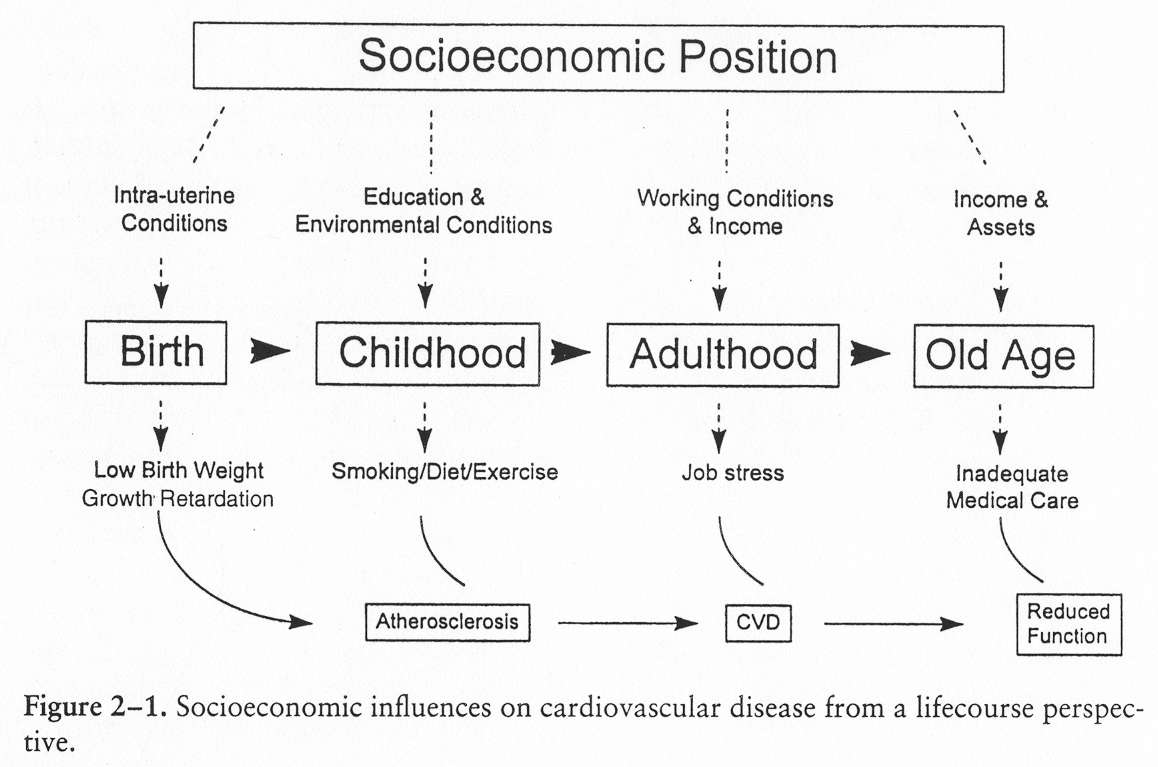 Socioeconomic Position
Intra-uterine
Conditions
Education &
Environmental Conditions
Working Conditions
& Income
Income &
Assets
Birth
Childhood
Adulthood
Old Age
Low Birth Weight
Growth Retardation
Smoking/Diet/Exercise
Job stress
Inadequate
Medical Care
Atherosclerosis
CVD
Reduced
Function
Figure 2–1. Socioeconomic influences on cardiovascular disease from a lifecourse perspec-
tive.